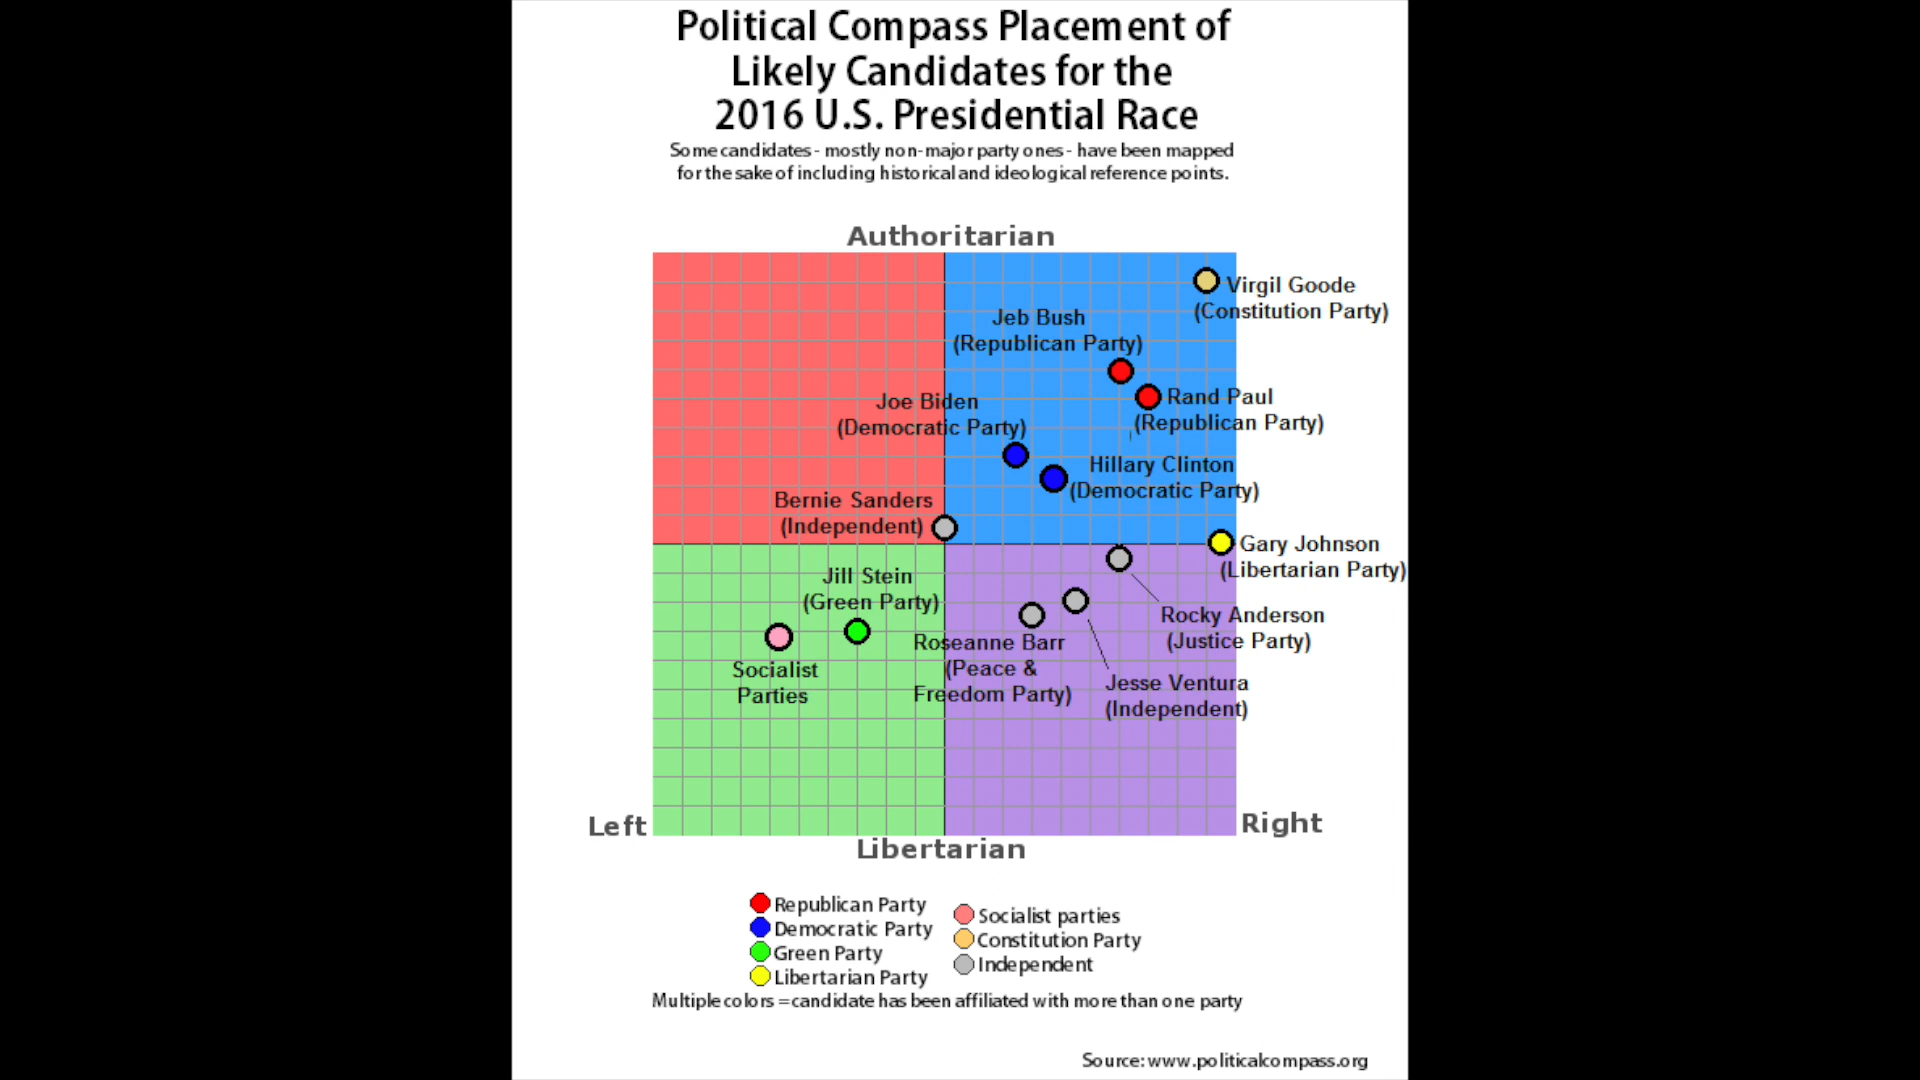 Political Compass Placement of
Likely Candidates for the
2016 U.S. Presidential Race
Some candidates - mostly non-major party ones - have been mapped
for the sake of including historical and ideological reference points.
Authoritarian
Virgil Goode
(Constitution Party)
Jeb Bush
(Republican Party)
Rand Paul
(Republican Party)
Joe Biden
(Democratic Party)
Hillary Clinton
(Democratic Party)
Bernie Sanders
(Independent)
Gary Johnson
(Libertarian Party)
Jill Stein
(Green Party)
Rocky Anderson
(Justice Party)
Roseanne Barr
(Peace &
Freedom Party)
Socialist
Parties
Jesse Ventura
(Independent)
Left
Right
Libertarian
Republican Party
Democratic Party
Green Party
Libertarian Party
Socialist parties
Constitution Party
Independent
Multiple colors = candidate has been affiliated with more than one party
Source: www.politicalcompass.org